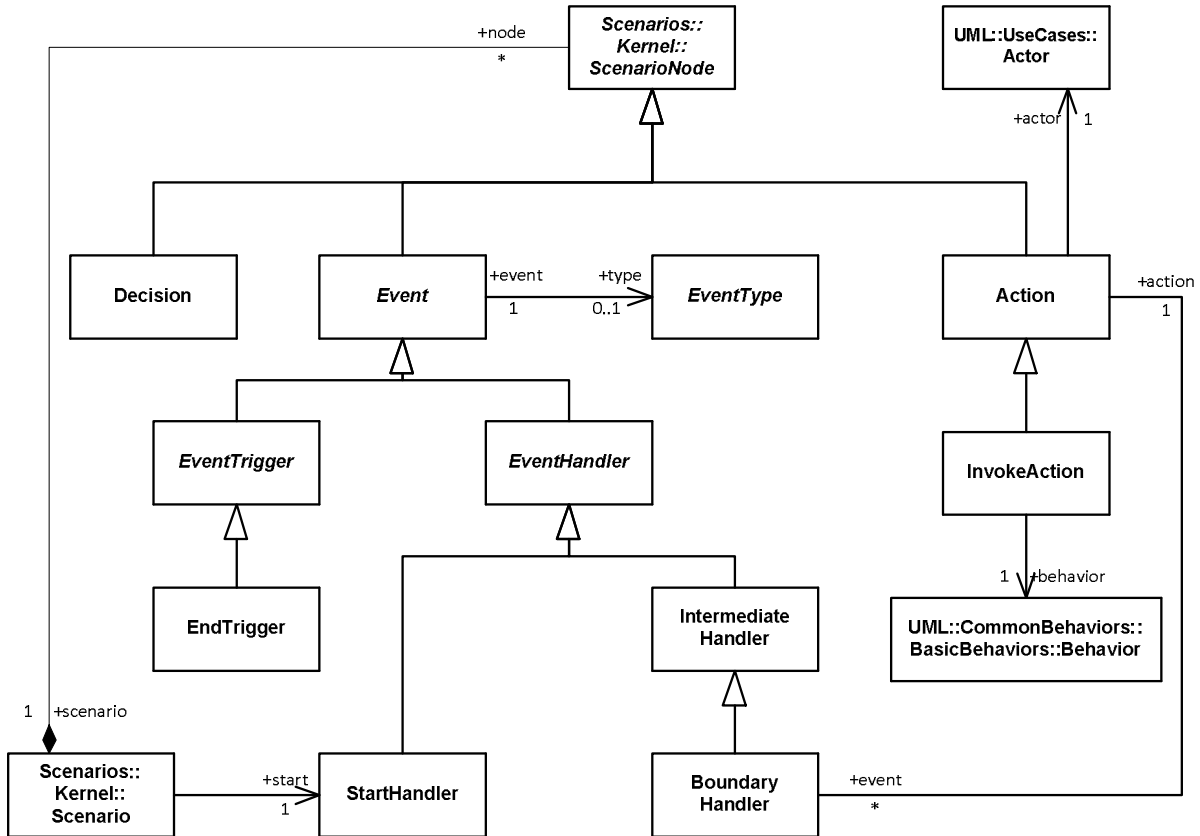 Scenarios::
Kernel::
ScenarioNode
UML::UseCases::
Actor
+node
*
+actor
1
Decision
Event
+event
1
+type
0..1
EventType
Action
+action
1
EventTrigger
EventHandler
InvokeAction
1
+behavior
EndTrigger
Intermediate
Handler
UML::CommonBehaviors::
BasicBehaviors::Behavior
1
+scenario
Scenarios::
Kernel::
Scenario
+start
1
StartHandler
Boundary
Handler
+event
*